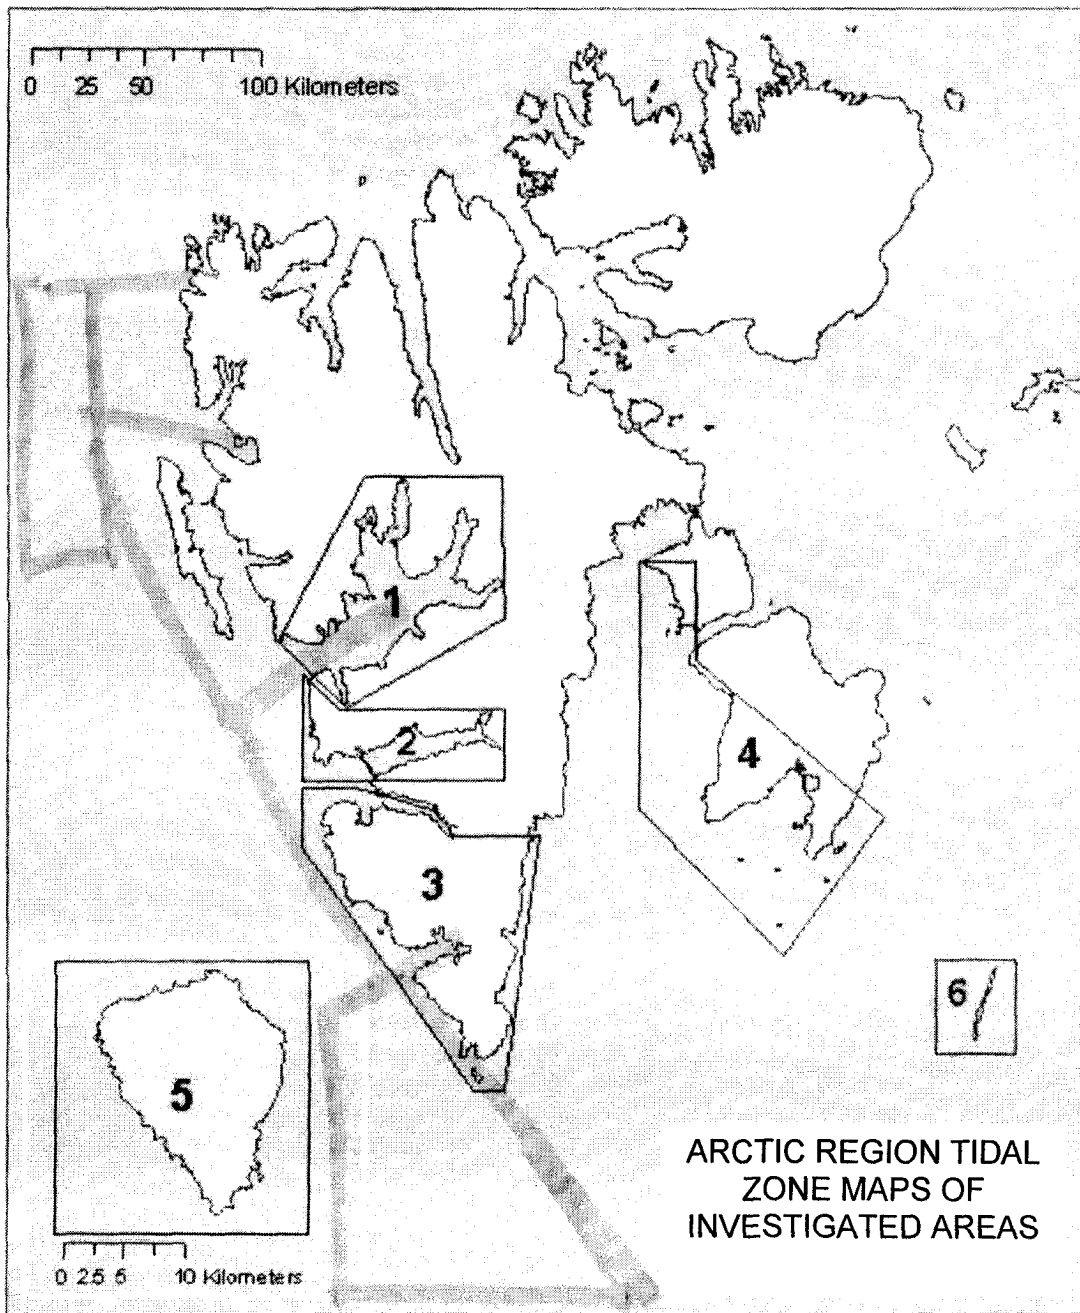 0 25 50 100 Kilometers
1
2
4
3
6
5
ARCTIC REGION TIDAL
ZONE MAPS OF
INVESTIGATED AREAS
0 2.5 5 10 Kilometers